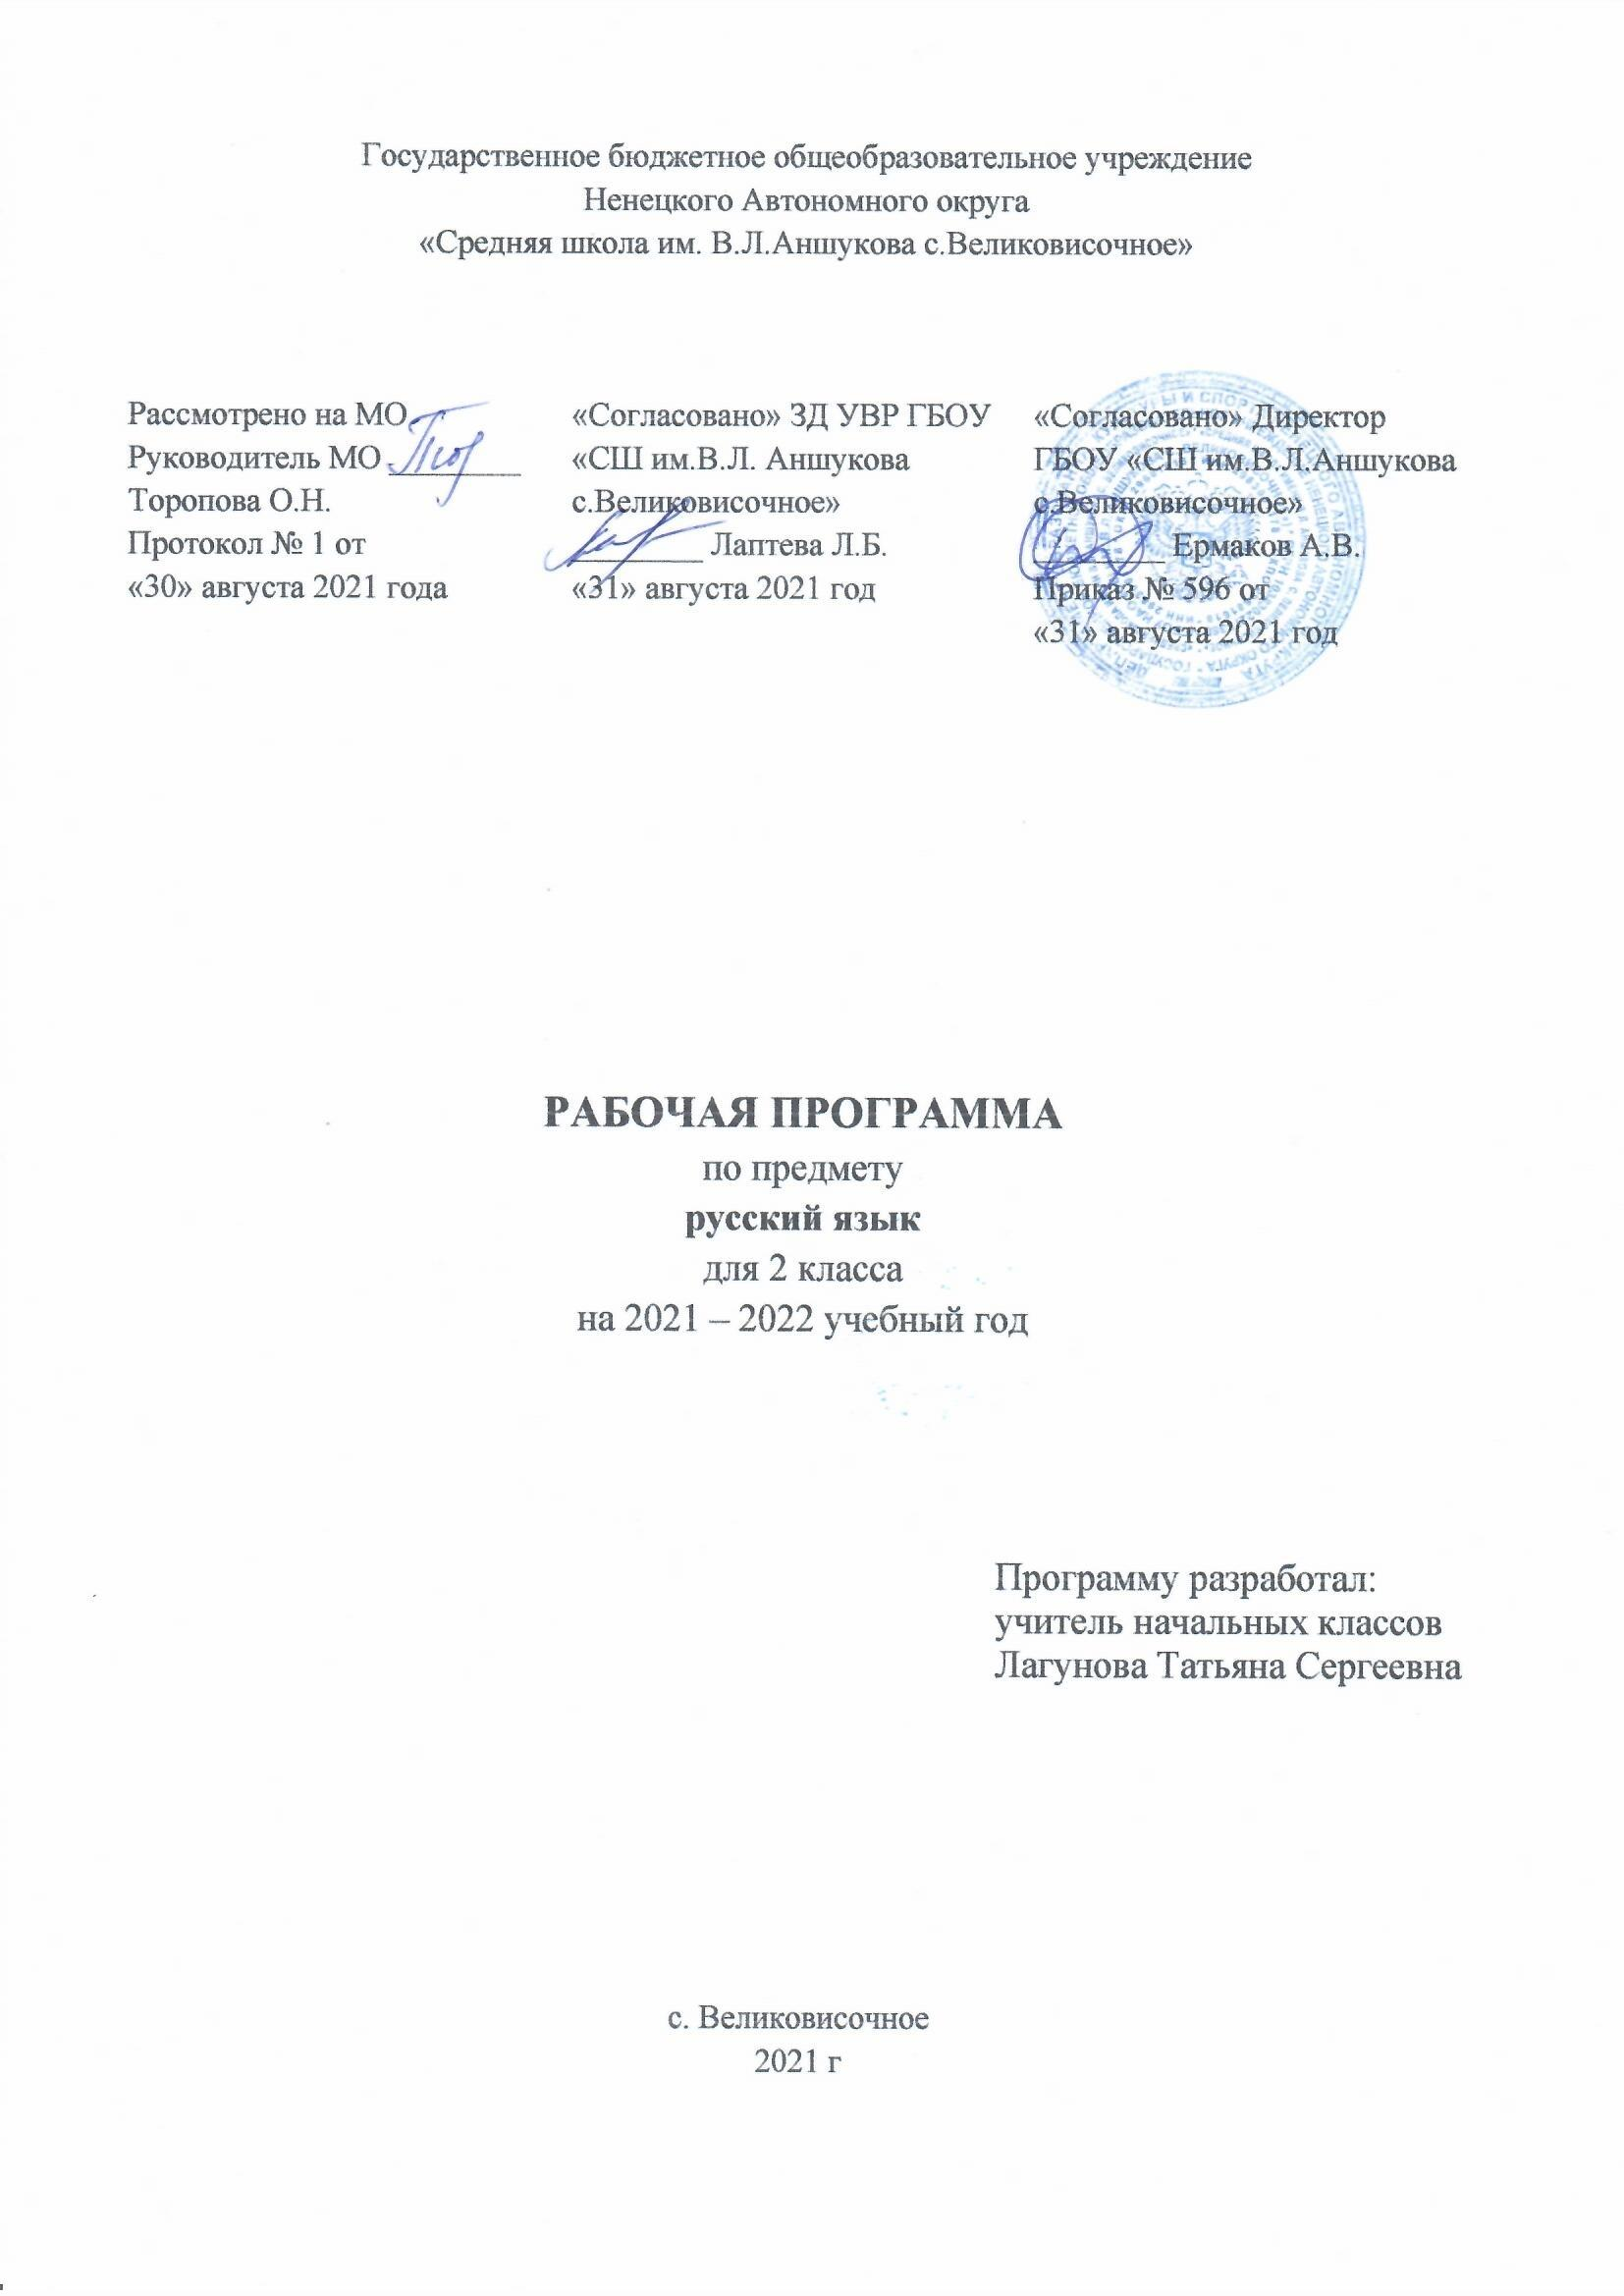 Государственное бюджетное общеобразовательное учреждение
Ненецкого Автономного округа
«Средняя школа им. В.Л.Аншукова с.Великовисочное»
Рассмотрено на МО
Руководитель МО ________
Торопова О.Н.
Протокол № 1 от
«30» августа 2021 года
«Согласовано» ЗД УВР ГБОУ
«СШ им.В.Л. Аншукова
с.Великовисочное»
________ Лаптева Л.Б.
«31» августа 2021 год
«Согласовано» Директор
ГБОУ «СШ им.В.Л.Аншукова
с.Великовисочное»
________ Ермаков А.В.
Приказ № 596 от
«31» августа 2021 год
РАБОЧАЯ ПРОГРАММА
по предмету
русский язык
для 2 класса
на 2021 – 2022 учебный год
Программу разработал:
учитель начальных классов
Лагунова Татьяна Сергеевна
с. Великовисочное
2021 г